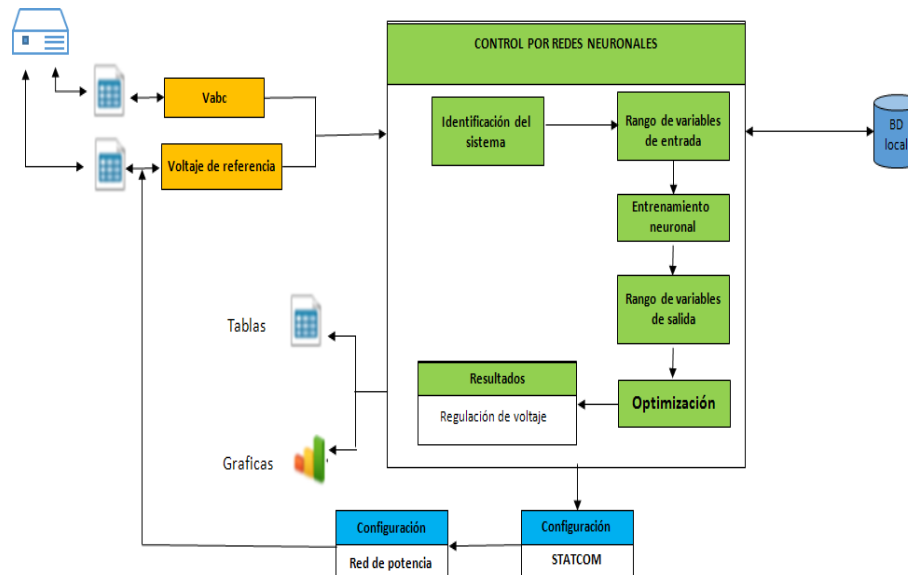 CONTROL POR REDES NEURONALES
Vabc
Voltaje de referencia
Identificación del
sistema
Rango de variables
de entrada
BD
local
Entrenamiento
neuronal
Rango de variables
de salida
Tablas
Resultados
Regulación de voltaje
Optimización
Graficas
Configuración
Red de potencia
Configuración
STATCOM